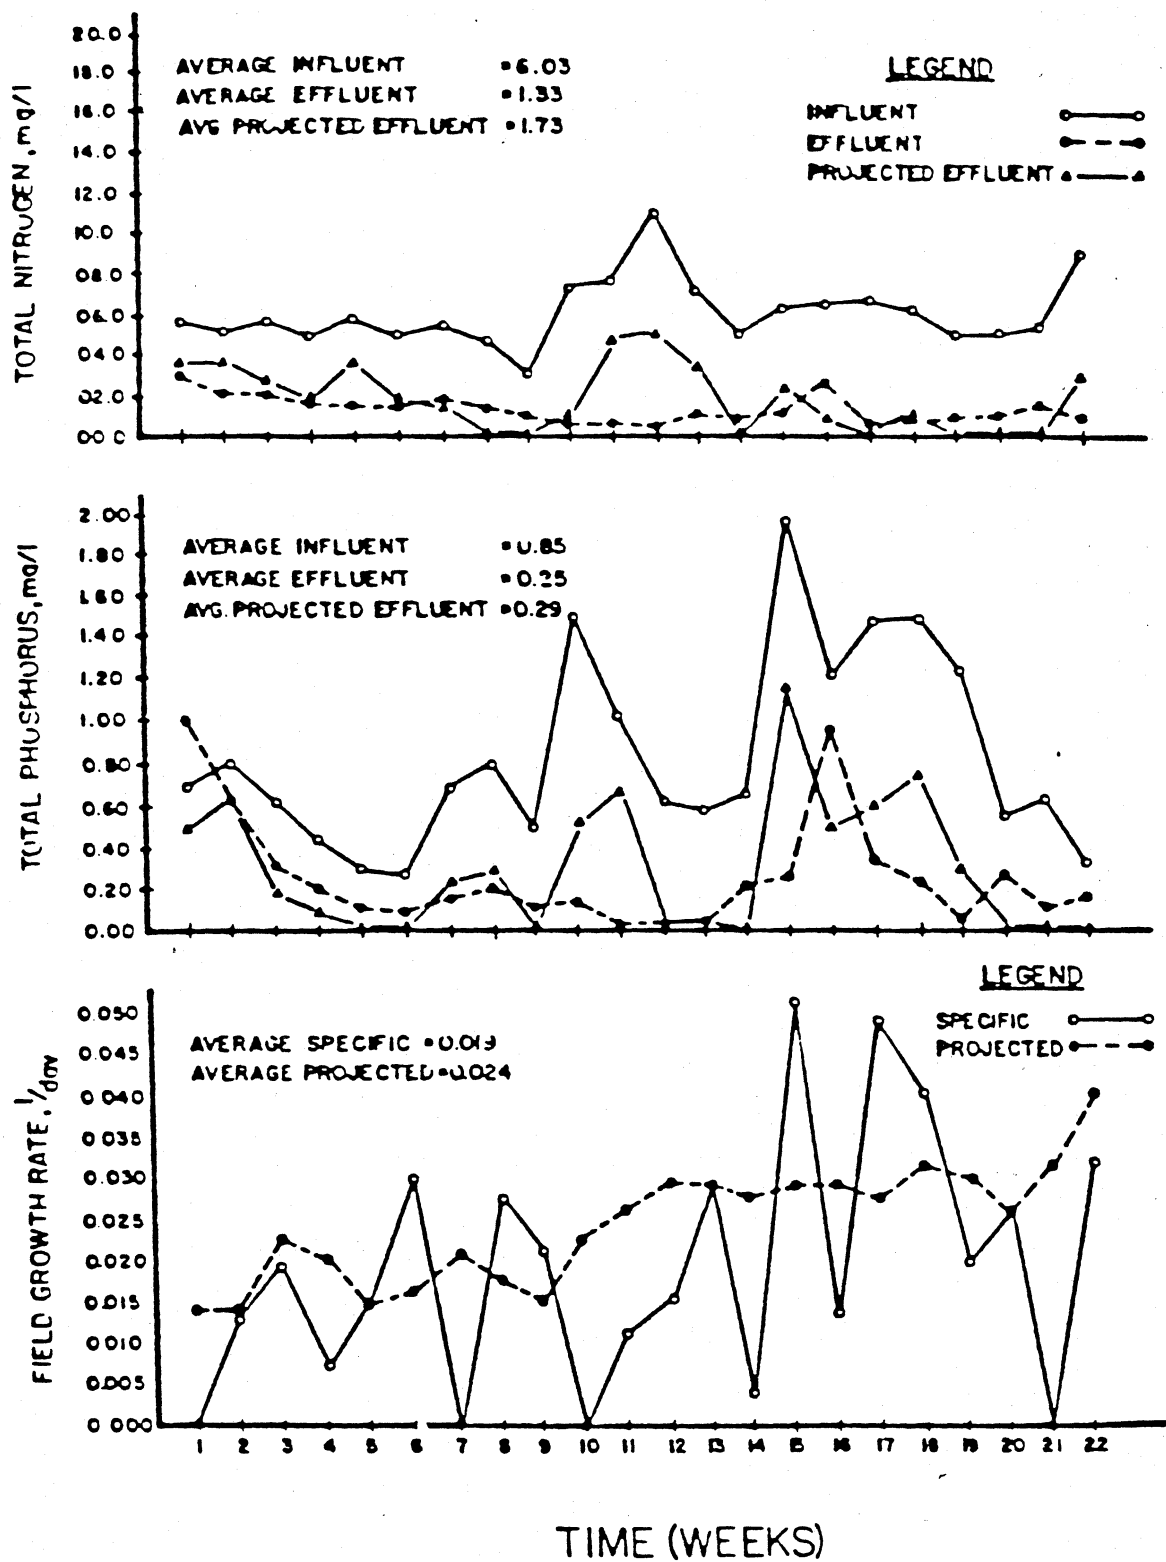 TOTAL NITROGEN, mg/l
20.0
18.0
16.0
14.0
12.0
10.0
08.0
06.0
04.0
02.0
00.0
AVERAGE INFLUENT = 6.03
AVERAGE EFFLUENT = 1.33
AVG PROJECTED EFFLUENT = 1.73
LEGEND
INFLUENT
EFFLUENT
PROJECTED EFFLUENT
TOTAL PHOSPHORUS, mg/l
2.00
1.80
1.60
1.40
1.20
1.00
0.80
0.60
0.40
0.20
0.00
AVERAGE INFLUENT = 0.85
AVERAGE EFFLUENT = 0.25
AVG. PROJECTED EFFLUENT = 0.29
LEGEND
SPECIFIC
PROJECTED
FIELD GROWTH RATE, 1/day
0.050
0.045
0.040
0.035
0.030
0.025
0.020
0.015
0.010
0.005
0.000
AVERAGE SPECIFIC = 0.019
AVERAGE PROJECTED = 0.024
1 2 3 4 5 6 7 8 9 10 11 12 13 14 15 16 17 18 19 20 21 22
TIME (WEEKS)